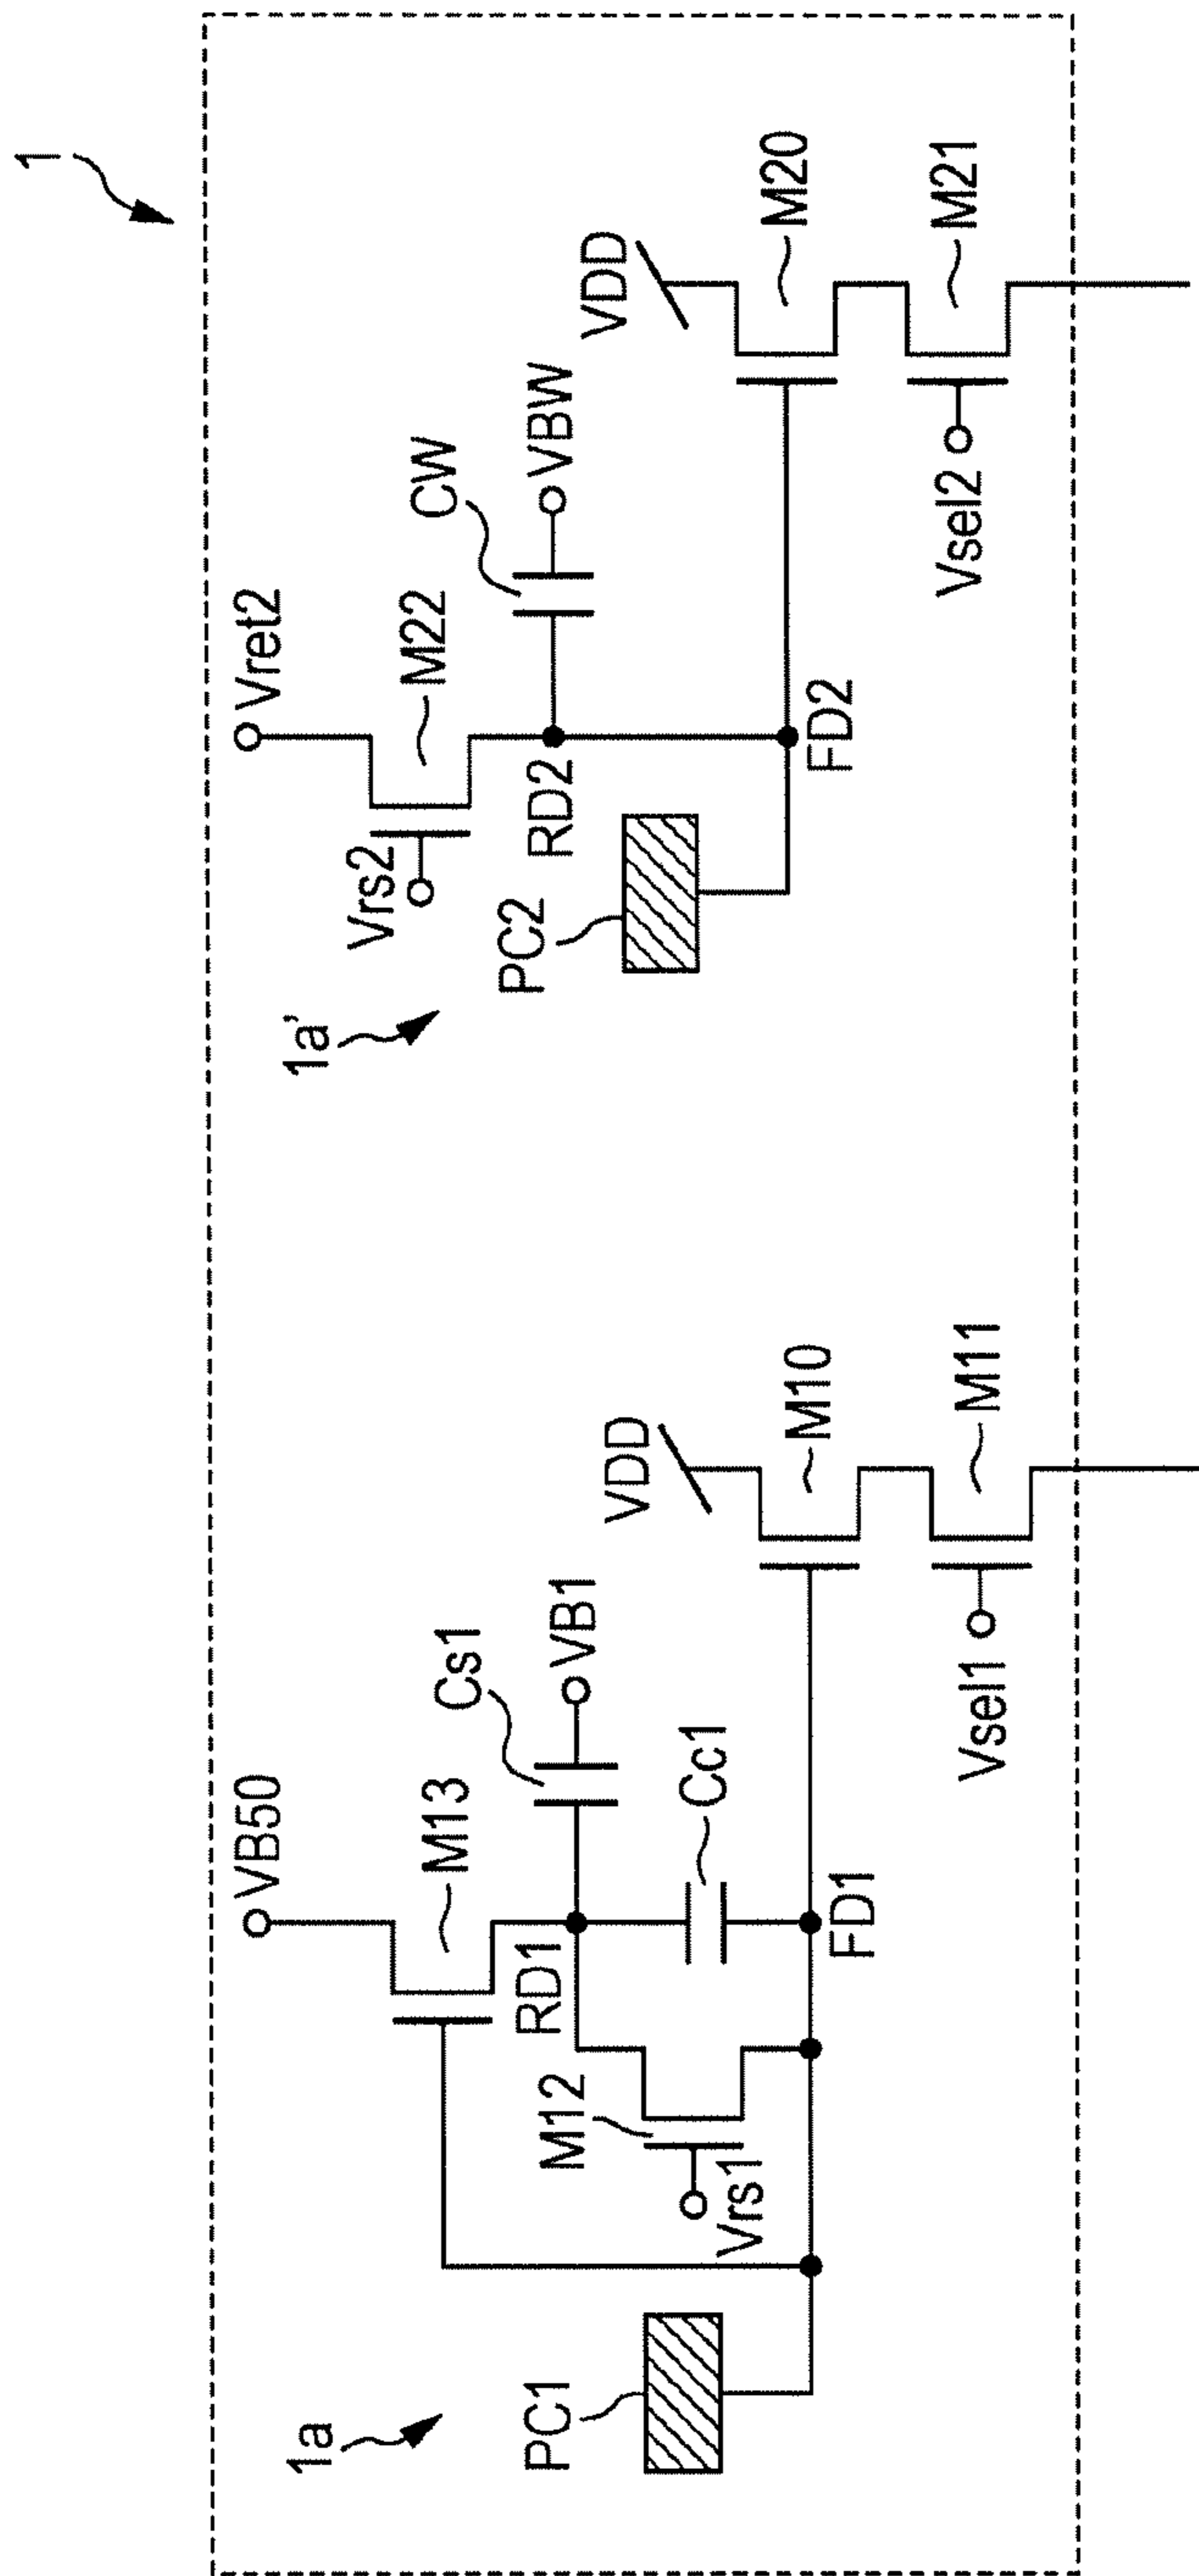 1
1a
VB50
M13
Cs1
VB1
RD1
M12
Vrs1
Cc1
PC1
FD1
VDD
M10
M11
Vsel1
1a'
Vret2
M22
Vrs2
CW
VBW
RD2
PC2
FD2
VDD
M20
M21
Vsel2